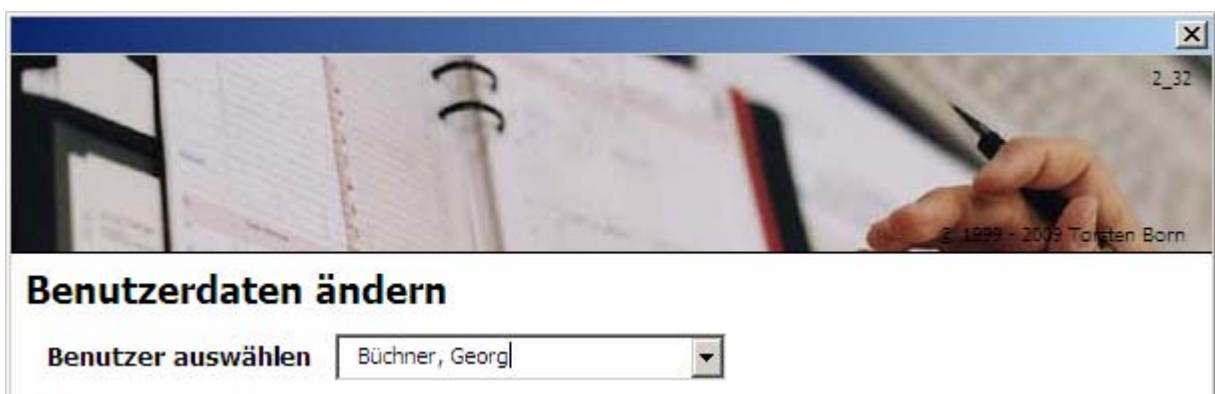 2_32
© 1999 - 2009 Torsten Born
Benutzerdaten ändern
Benutzer auswählen Büchner, Georg